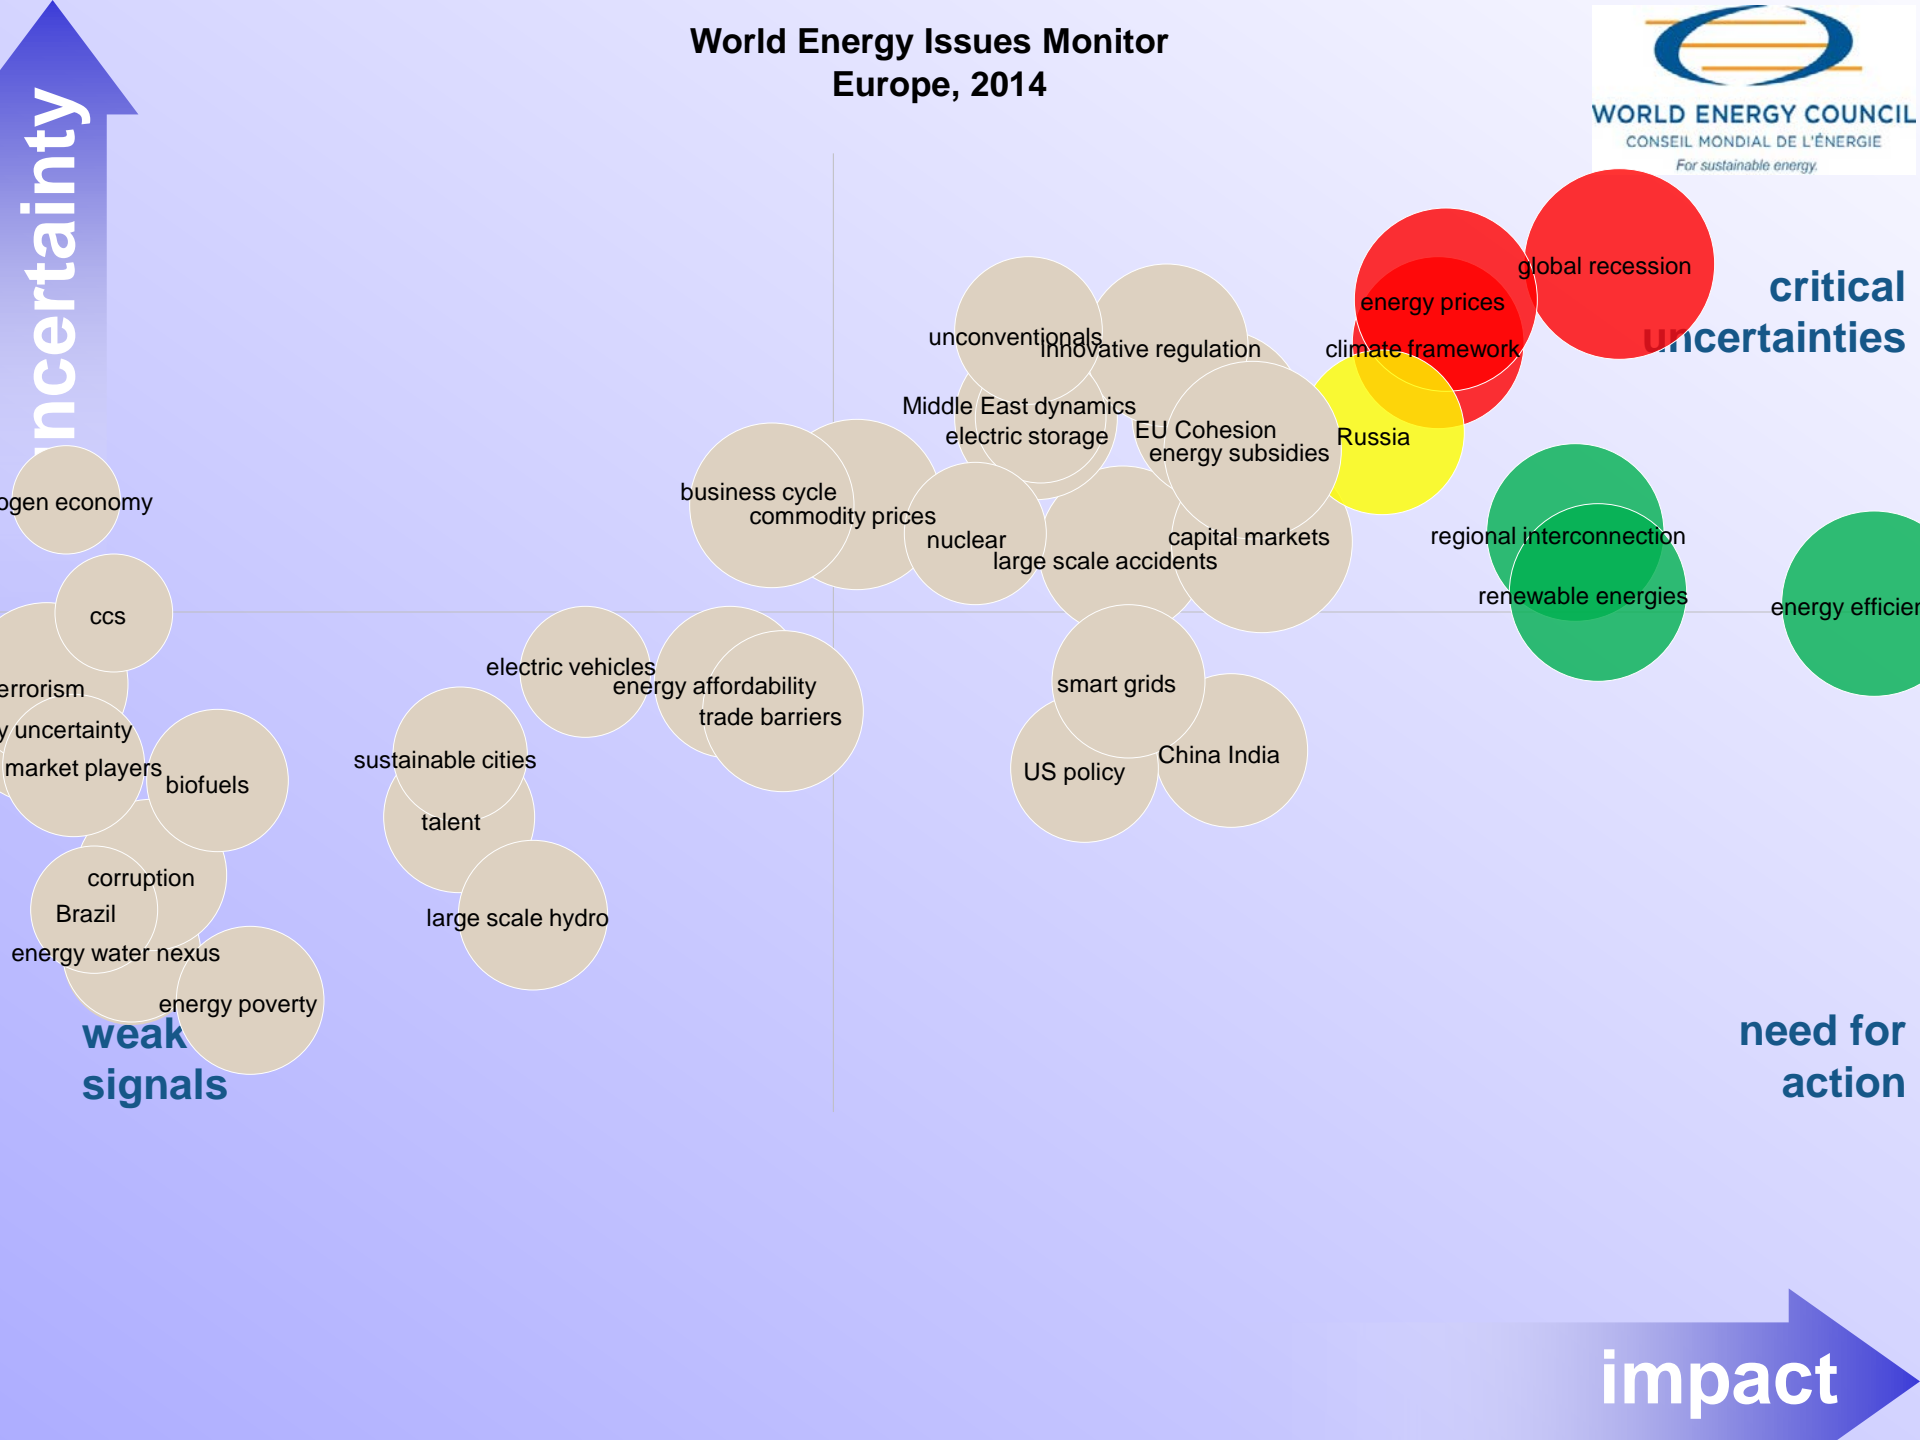 World Energy Issues Monitor
Europe, 2014
WORLD ENERGY COUNCIL
CONSEIL MONDIAL DE L'ÉNERGIE
For sustainable energy.
uncertainty
critical
uncertainties
global recession
energy prices
climate framework
unconventionals
innovative regulation
Middle East dynamics
electric storage
EU Cohesion
energy subsidies
Russia
business cycle
commodity prices
nuclear
large scale accidents
capital markets
regional interconnection
renewable energies
energy efficien
ogen economy
ccs
errorism
y uncertainty
market players
biofuels
electric vehicles
energy affordability
trade barriers
smart grids
China India
US policy
sustainable cities
talent
large scale hydro
corruption
Brazil
energy water nexus
energy poverty
weak
signals
need for
action
impact